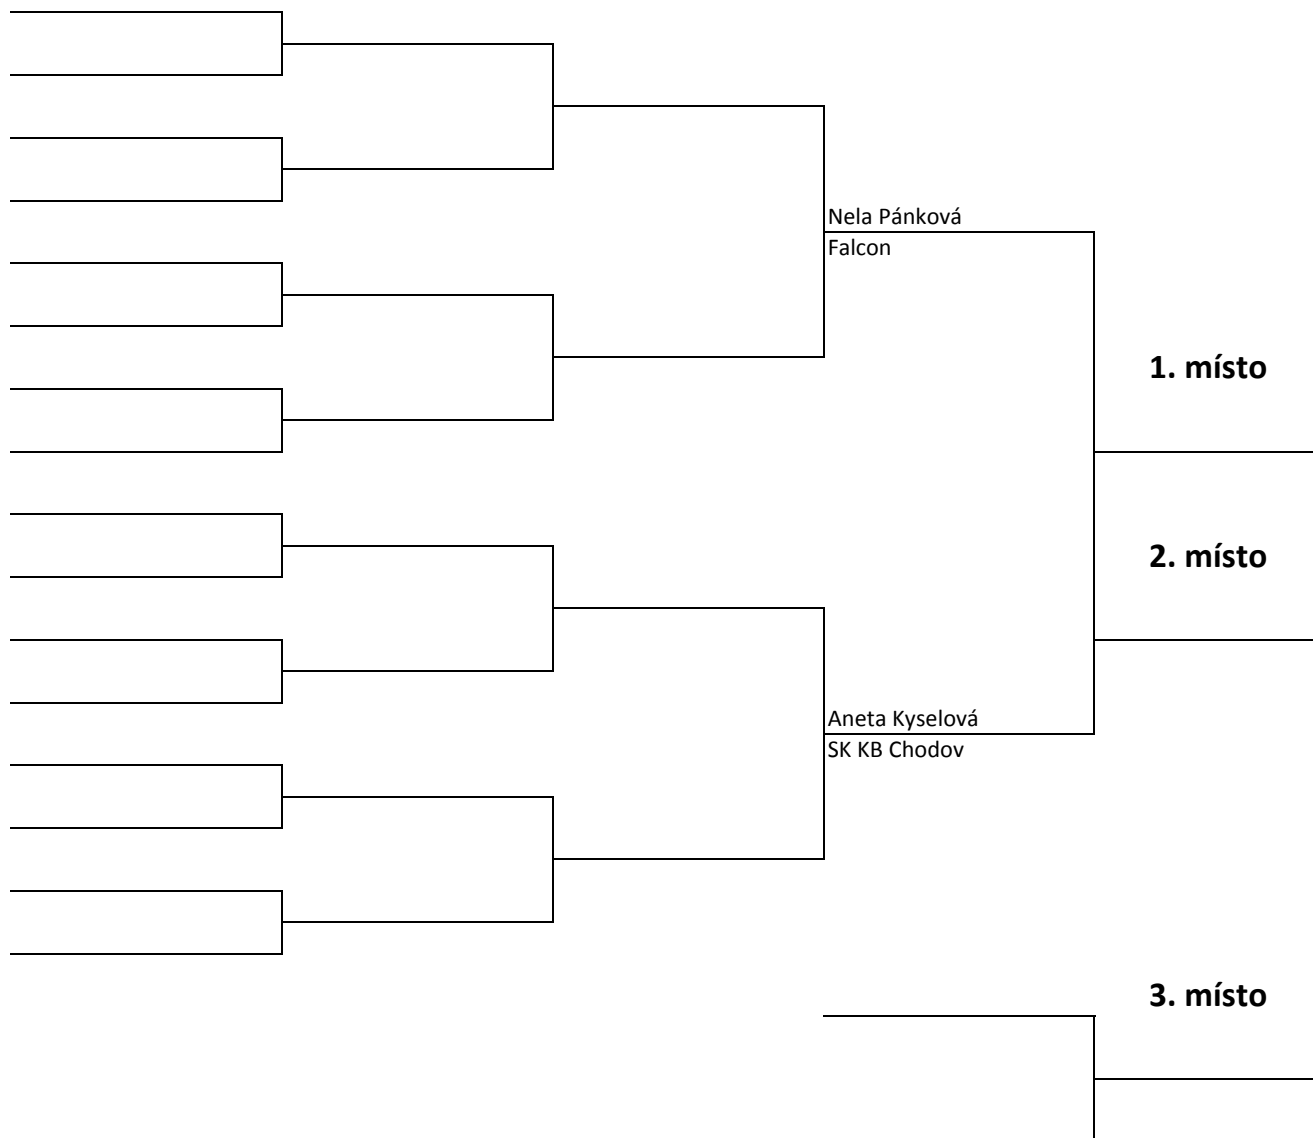 Nela Pánková
Falcon
1. místo
2. místo
Aneta Kyselová
SK KB Chodov
3. místo